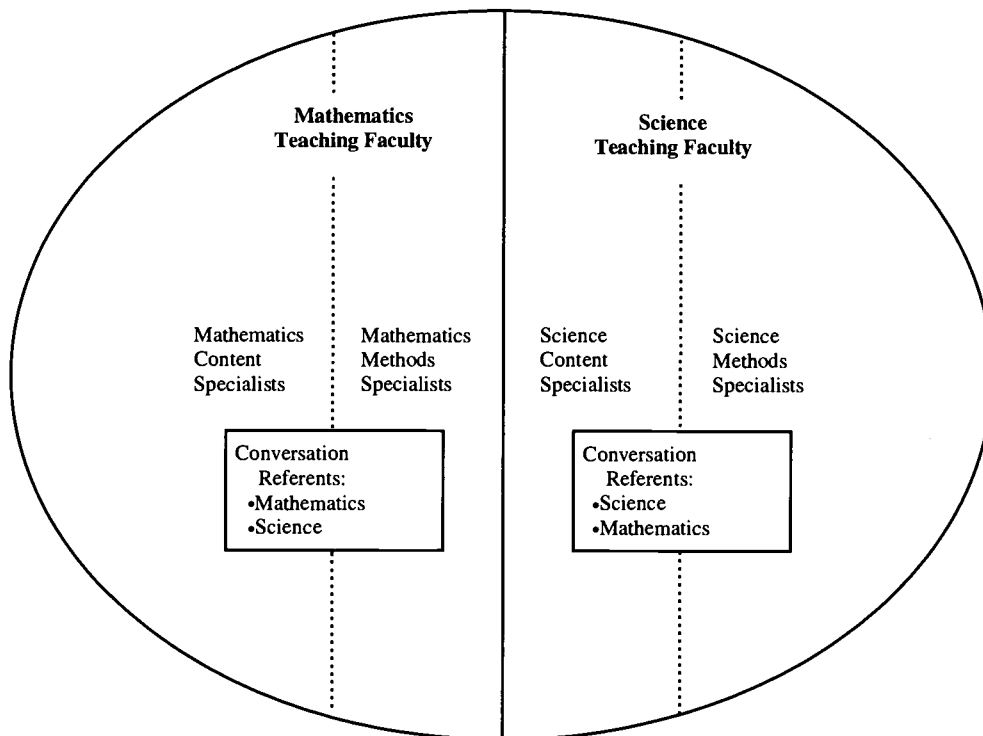 Mathematics
Teaching Faculty
Science
Teaching Faculty
Mathematics
Content
Specialists
Mathematics
Methods
Specialists
Science
Content
Specialists
Science
Methods
Specialists
Conversation
Referents:
•Mathematics
•Science
Conversation
Referents:
•Science
•Mathematics